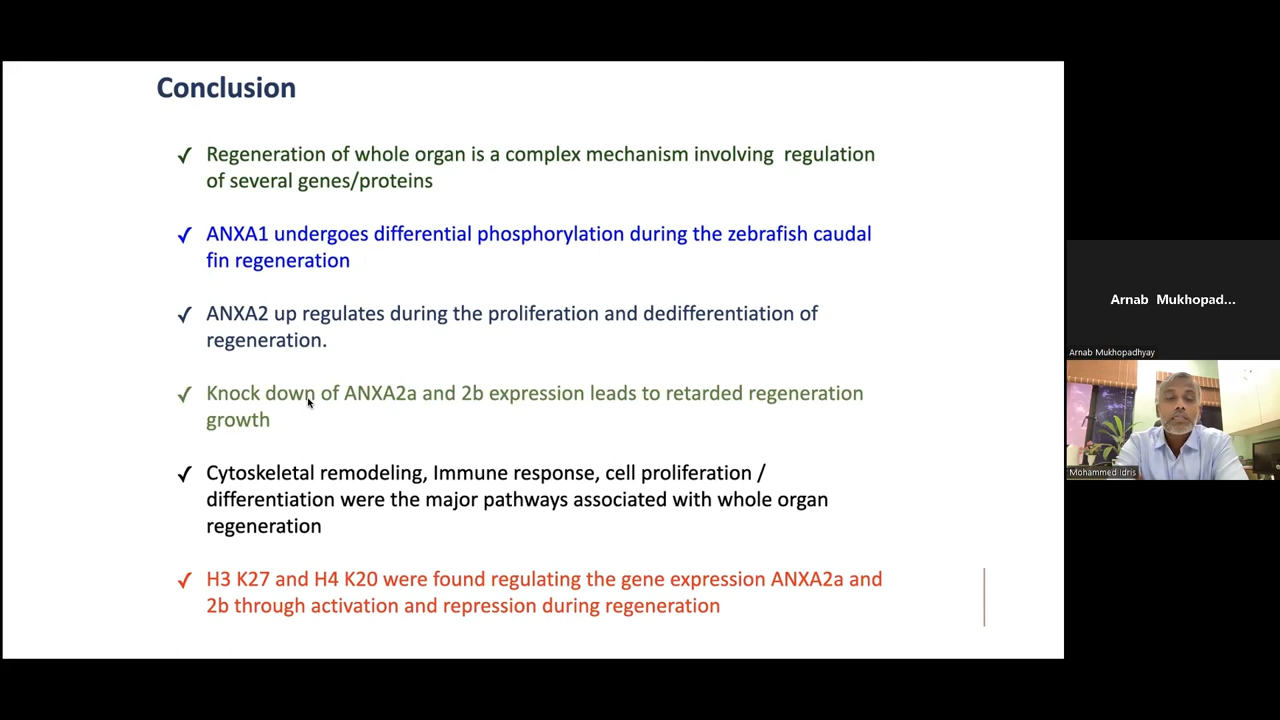 Conclusion
✓ Regeneration of whole organ is a complex mechanism involving regulation
of several genes/proteins
✓ ANXA1 undergoes differential phosphorylation during the zebrafish caudal
fin regeneration
✓ ANXA2 up regulates during the proliferation and dedifferentiation of
regeneration.
✓ Knock down of ANXA2a and 2b expression leads to retarded regeneration
growth
✓ Cytoskeletal remodeling, Immune response, cell proliferation /
differentiation were the major pathways associated with whole organ
regeneration
✓ H3 K27 and H4 K20 were found regulating the gene expression ANXA2a and
2b through activation and repression during regeneration
Arnab Mukhopad...
Arnab Mukhopadhyay
Mohammed Idris